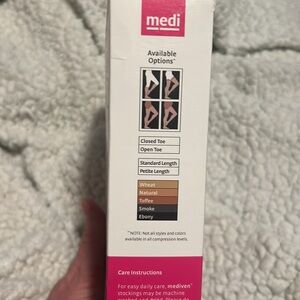 medi
Available
Options*
Closed Toe
Open Toe
Standard Length
Petite Length
Wheat
Natural
Toffee
Smoke
Ebony
*NOTE: Not all styles and colors
available in all compression levels.
Care Instructions
For easy daily care, mediven
stockings may be machine